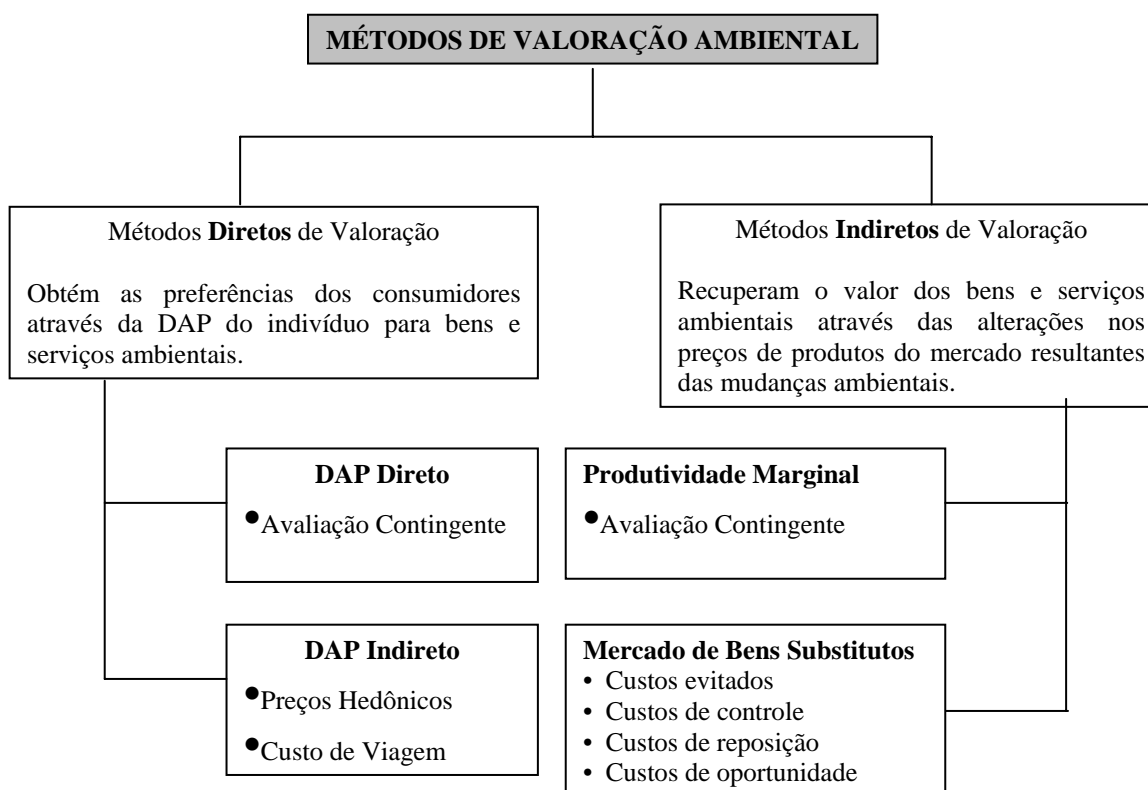 MÉTODOS DE VALORAÇÃO AMBIENTAL
Métodos Diretos de Valoração
Obtém as preferências dos consumidores
através da DAP do indivíduo para bens e
serviços ambientais.
Métodos Indiretos de Valoração
Recuperam o valor dos bens e serviços
ambientais através das alterações nos
preços de produtos do mercado resultantes
das mudanças ambientais.
DAP Direto
●Avaliação Contingente
Produtividade Marginal
●Avaliação Contingente
DAP Indireto
●Preços Hedônicos
●Custo de Viagem
Mercado de Bens Substitutos
• Custos evitados
• Custos de controle
• Custos de reposição
• Custos de oportunidade